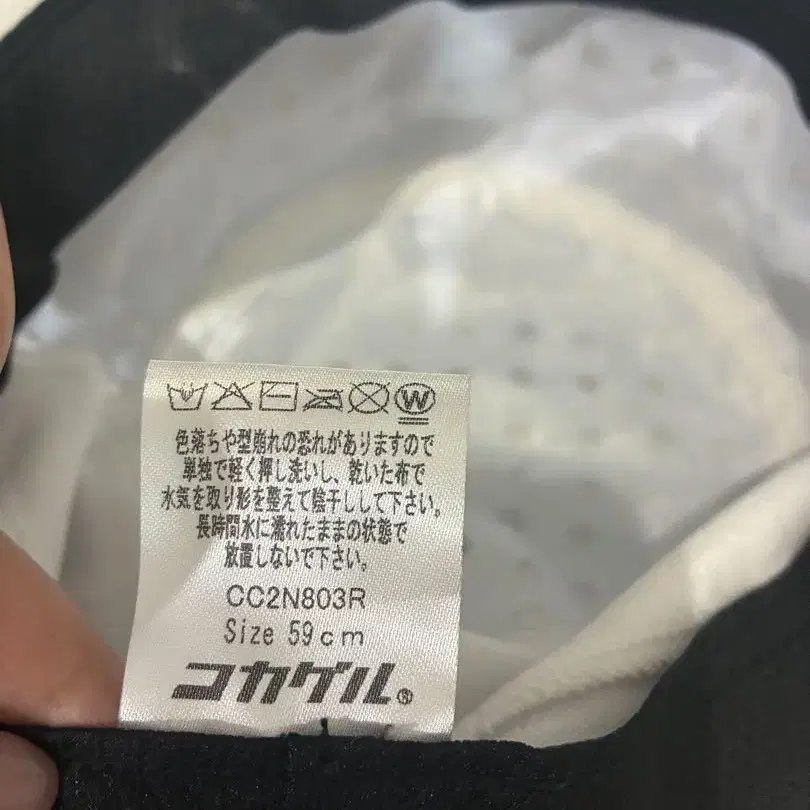 W
色落ちや型崩れの恐れがありますので
単独で軽く押し洗いし、乾いた布で
水気を取り形を整えて陰干しして下さい。
長時間水に濡れたままの状態で
放置しないで下さい。
CC2N803R
Size 59cm
コカゲル®